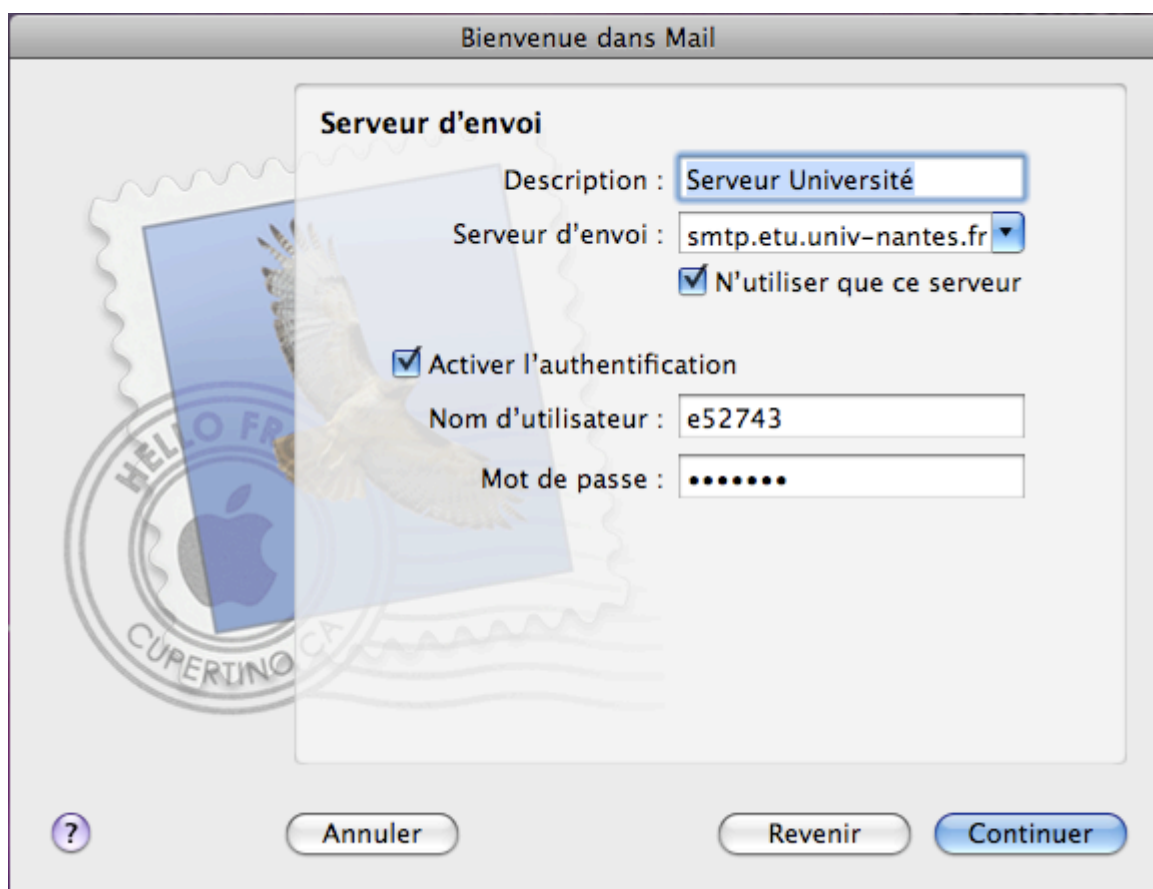 Bienvenue dans Mail
Serveur d'envoi
Description : Serveur Université
Serveur d'envoi : smtp.etu.univ-nantes.fr
N'utiliser que ce serveur
Activer l'authentification
Nom d'utilisateur : e52743
Mot de passe : •••••••
HELLO FR
CUPERTINO CA
? Annuler Revenir Continuer